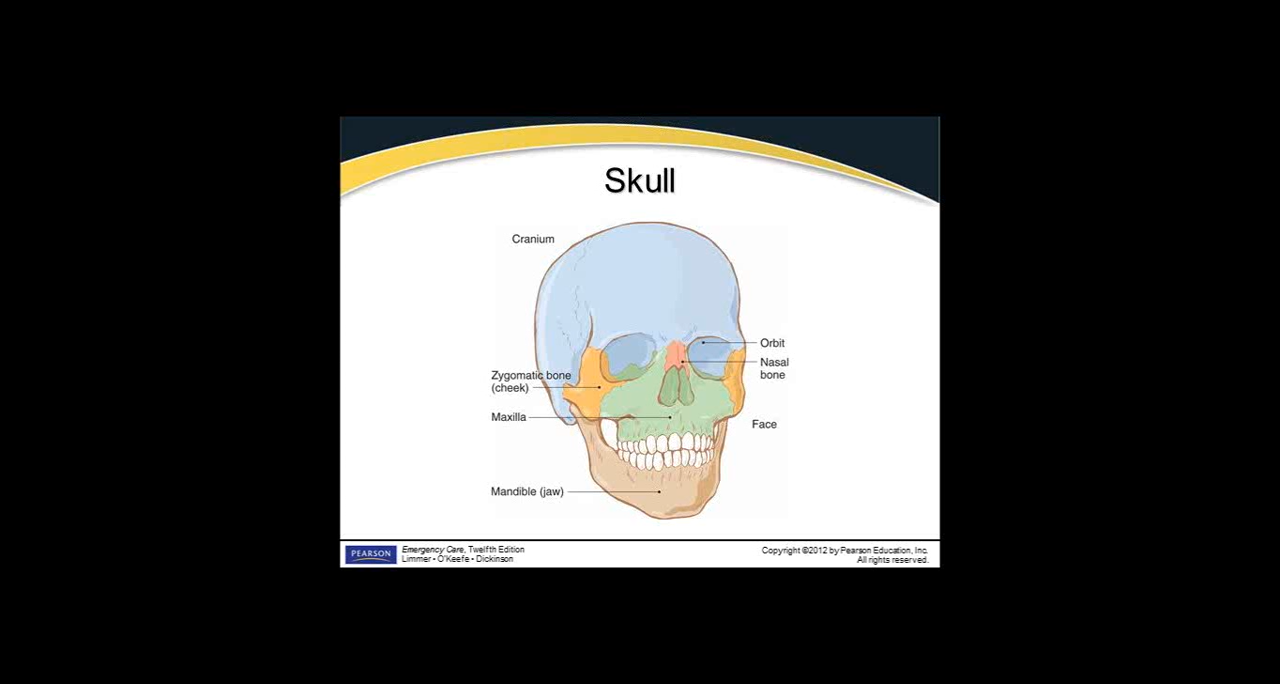 Skull
Cranium
Orbit
Nasal
bone
Zygomatic bone
(cheek)
Maxilla
Face
Mandible (jaw)
PEARSON
Emergency Care, Twelfth Edition
Limmer • O'Keefe • Dickinson
Copyright ©2012 by Pearson Education, Inc.
All rights reserved.